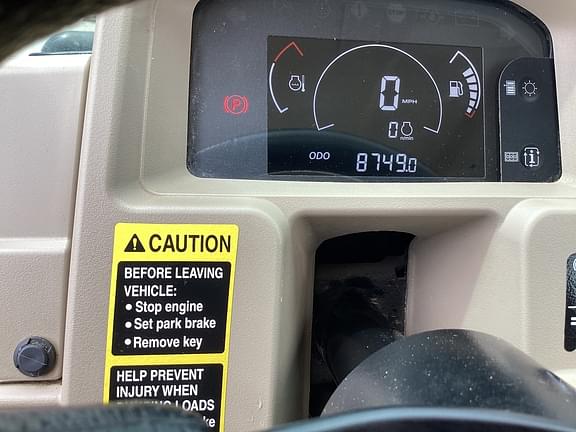 P
0 MPH
0 n/min
ODO 8749.0
i
CAUTION
BEFORE LEAVING
VEHICLE:
• Stop engine
• Set park brake
• Remove key
HELP PREVENT
INJURY WHEN
LOADS